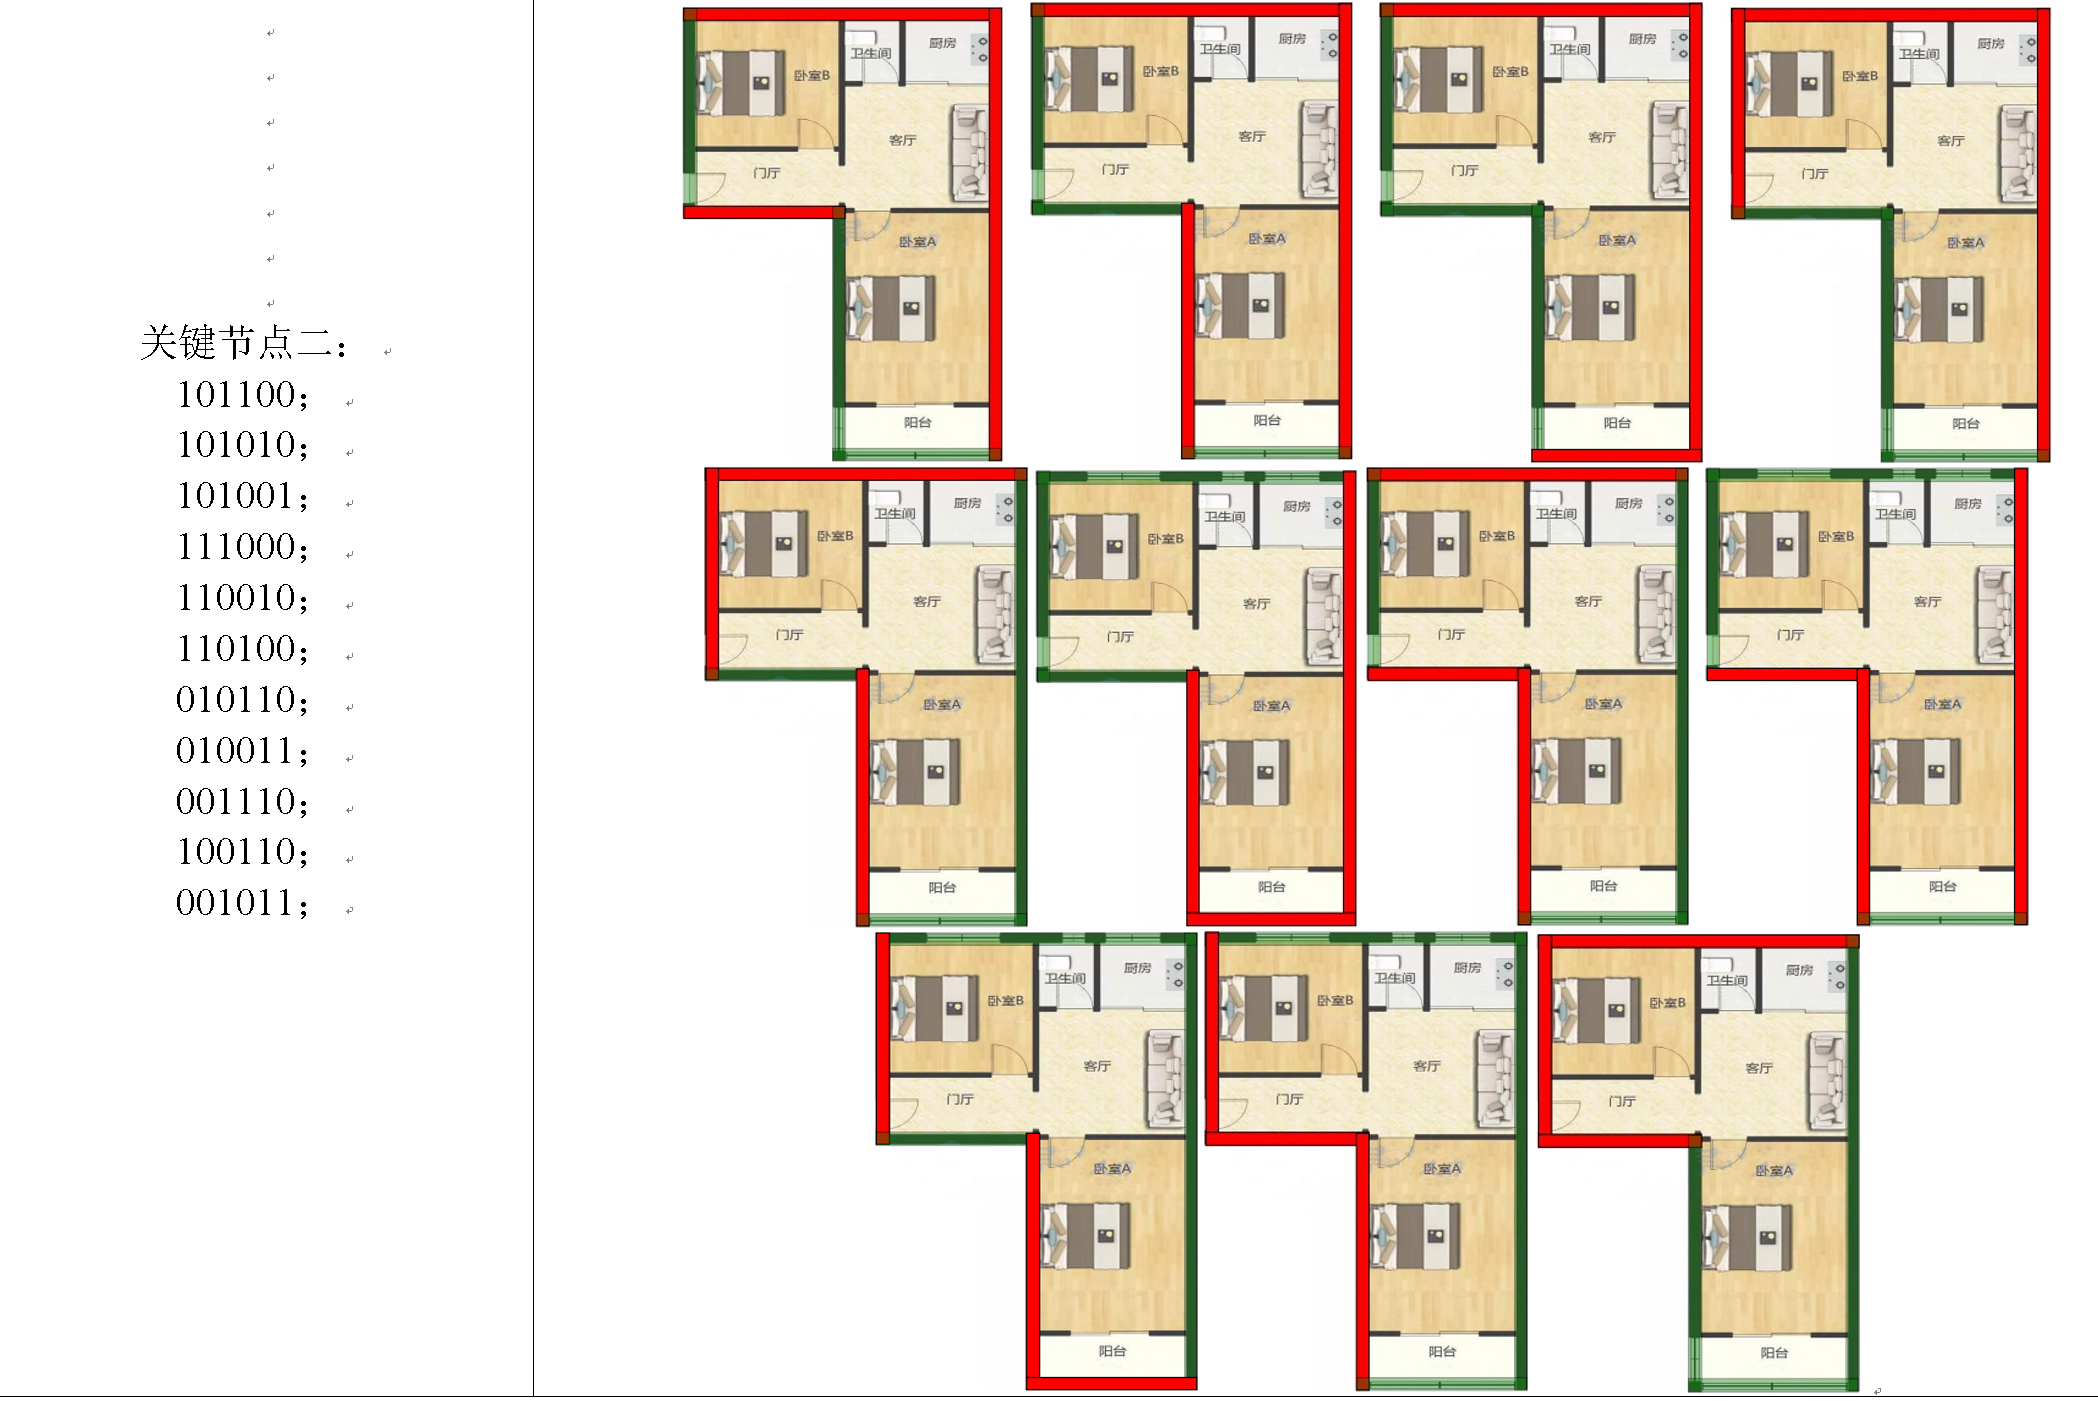 关键节点二：
101100;
101010;
101001;
111000;
110010;
110100;
010110;
010011;
001110;
100110;
001011;
卧室B 卫生间 厨房
客厅
门厅
卧室A
阳台
卧室B 卫生间 厨房
客厅
门厅
卧室A
阳台
卧室B 卫生间 厨房
客厅
门厅
卧室A
阳台
卧室B 卫生间 厨房
客厅
门厅
卧室A
阳台
卧室B 卫生间 厨房
客厅
门厅
卧室A
阳台
卧室B 卫生间 厨房
客厅
门厅
卧室A
阳台
卧室B 卫生间 厨房
客厅
门厅
卧室A
阳台
卧室B 卫生间 厨房
客厅
门厅
卧室A
阳台
卧室B 卫生间 厨房
客厅
门厅
卧室A
阳台
卧室B 卫生间 厨房
客厅
门厅
卧室A
阳台
卧室B 卫生间 厨房
客厅
门厅
卧室A
阳台